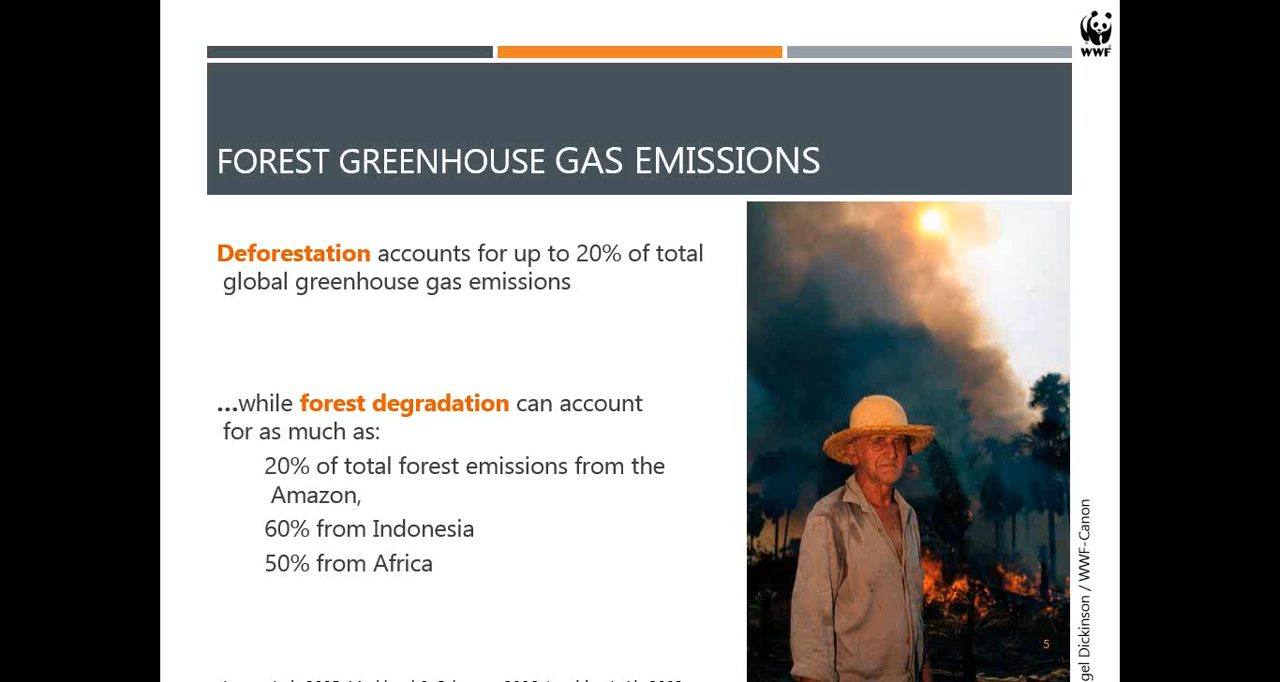 WWF
FOREST GREENHOUSE GAS EMISSIONS
Deforestation accounts for up to 20% of total
global greenhouse gas emissions
...while forest degradation can account
for as much as:
20% of total forest emissions from the
Amazon,
60% from Indonesia
50% from Africa
5
Dickinson / WWF-Canon